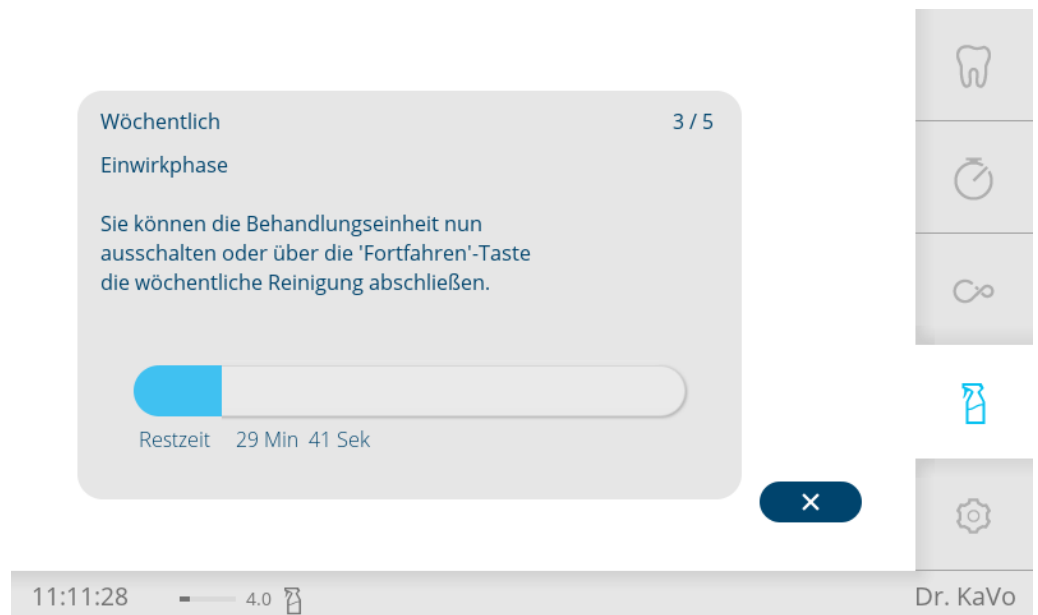 Wöchentlich 3 / 5
Einwirkphase
Sie können die Behandlungseinheit nun
ausschalten oder über die 'Fortfahren'-Taste
die wöchentliche Reinigung abschließen.
Restzeit 29 Min 41 Sek
11:11:28 4.0 Dr. KaVo